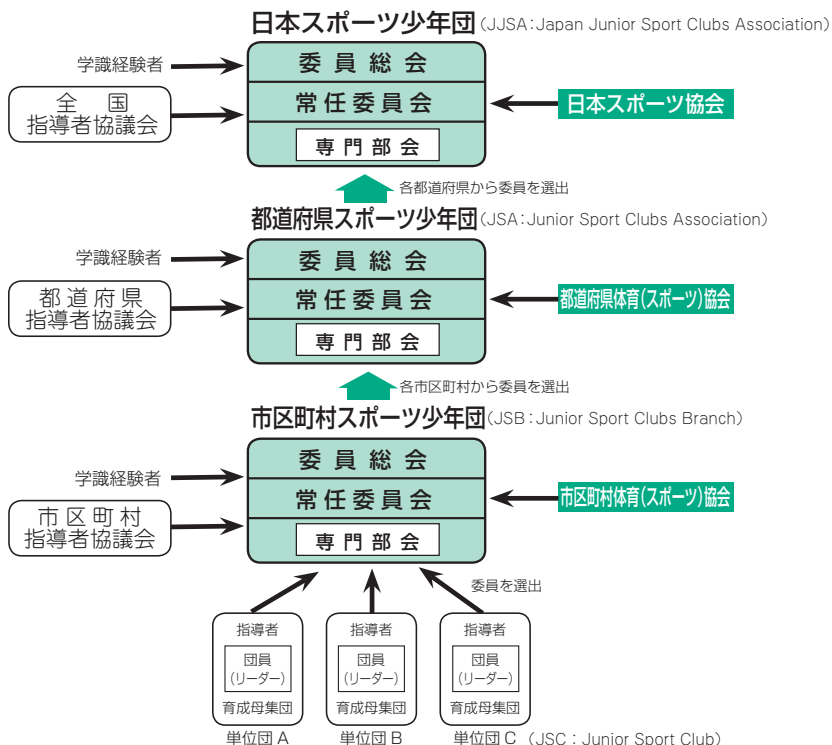 日本スポーツ少年団(JJSA:Japan Junior Sport Clubs Association)
学識経験者
委員総会
全国
指導者協議会
常任委員会
日本スポーツ協会
専門部会
各都道府県から委員を選出
都道府県スポーツ少年団(JSA:Junior Sport Clubs Association)
学識経験者
委員総会
都道府県
指導者協議会
常任委員会
都道府県体育(スポーツ)協会
専門部会
各市区町村から委員を選出
市区町村スポーツ少年団(JSB:Junior Sport Clubs Branch)
学識経験者
委員総会
常任委員会
市区町村体育(スポーツ)協会
市区町村
指導者協議会
専門部会
委員を選出
指導者 指導者 指導者
団員 団員 団員
(リーダー) (リーダー) (リーダー)
育成母集団 育成母集団 育成母集団
単位団 A 単位団 B 単位団 C (JSC:Junior Sport Club)